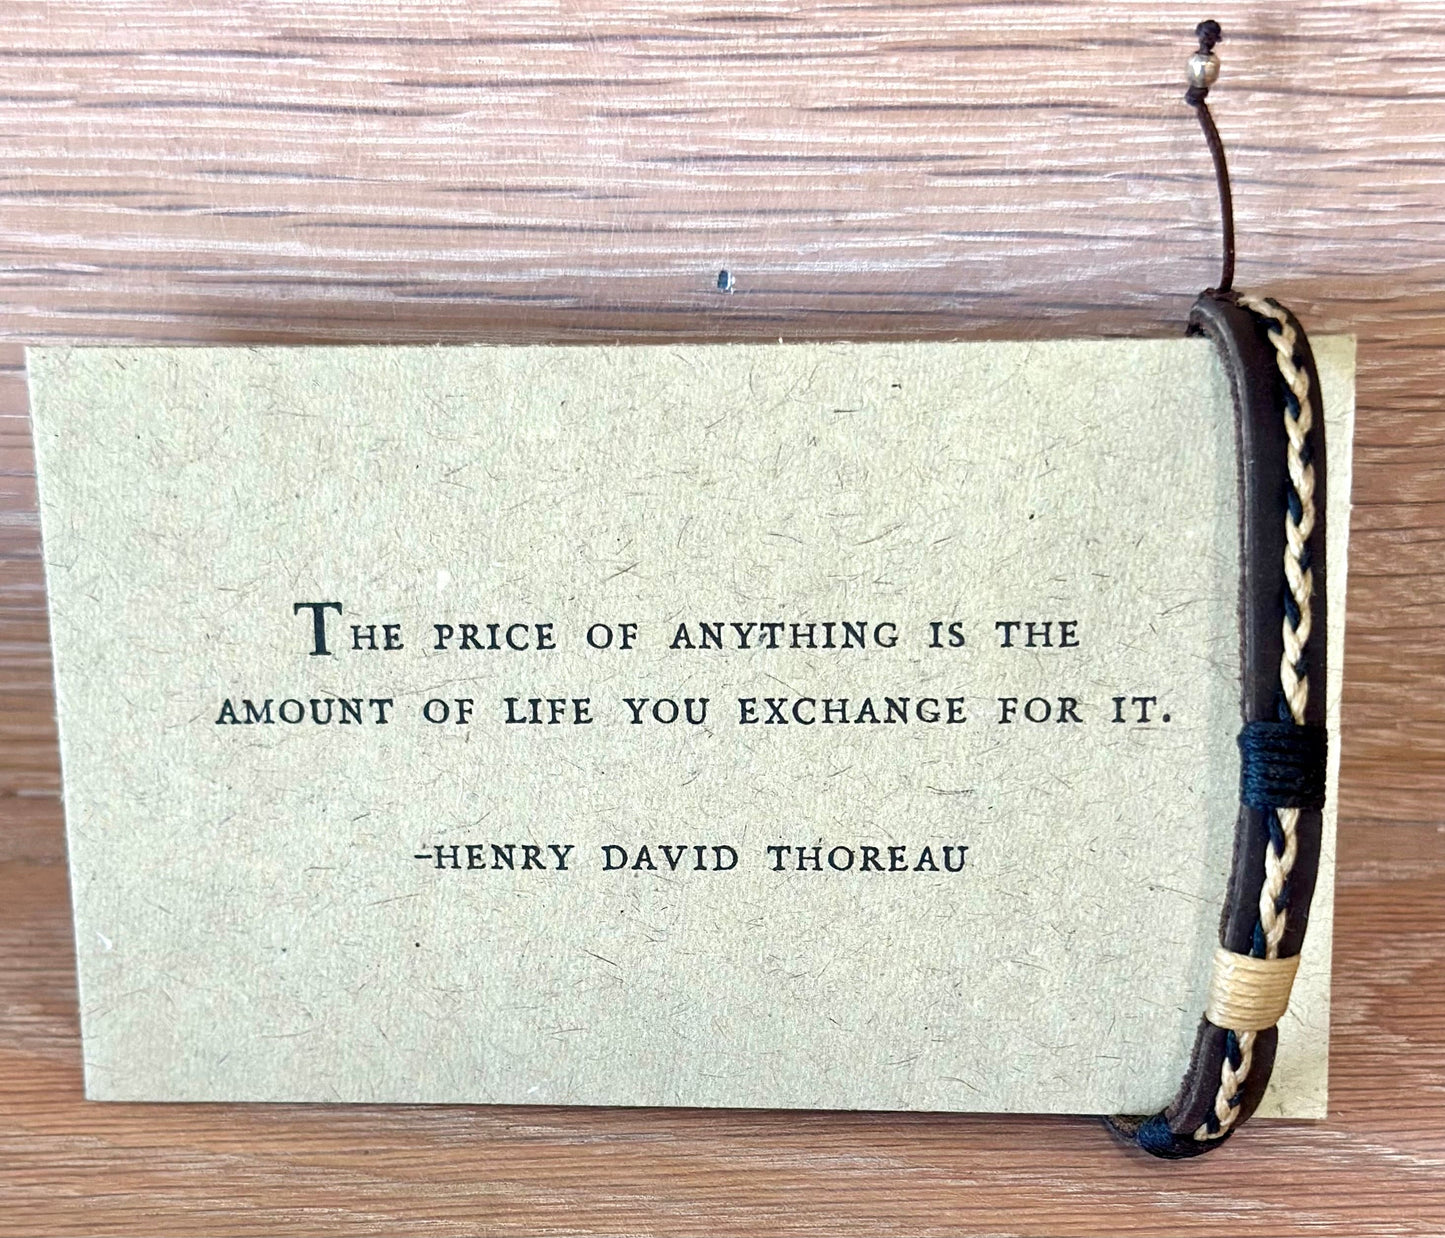 The price of anything is the
amount of life you exchange for it.
-Henry David Thoreau